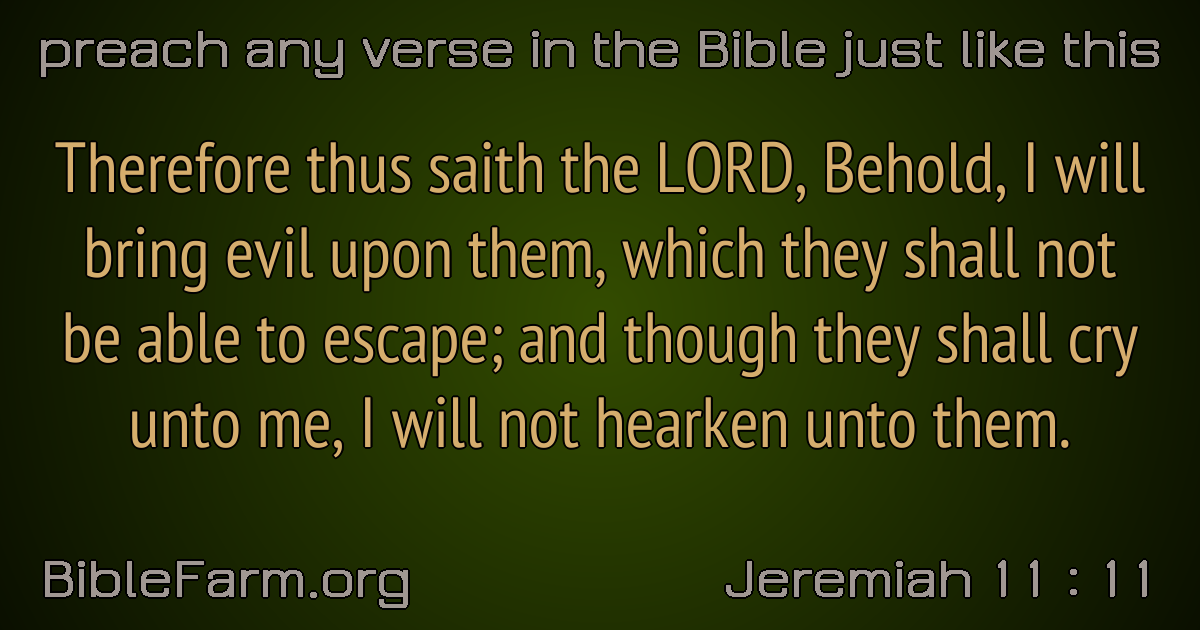 preach any verse in the Bible just like this
Therefore thus saith the LORD, Behold, I will
bring evil upon them, which they shall not
be able to escape; and though they shall cry
unto me, I will not hearken unto them.
BibleFarm.org
Jeremiah 11 : 11